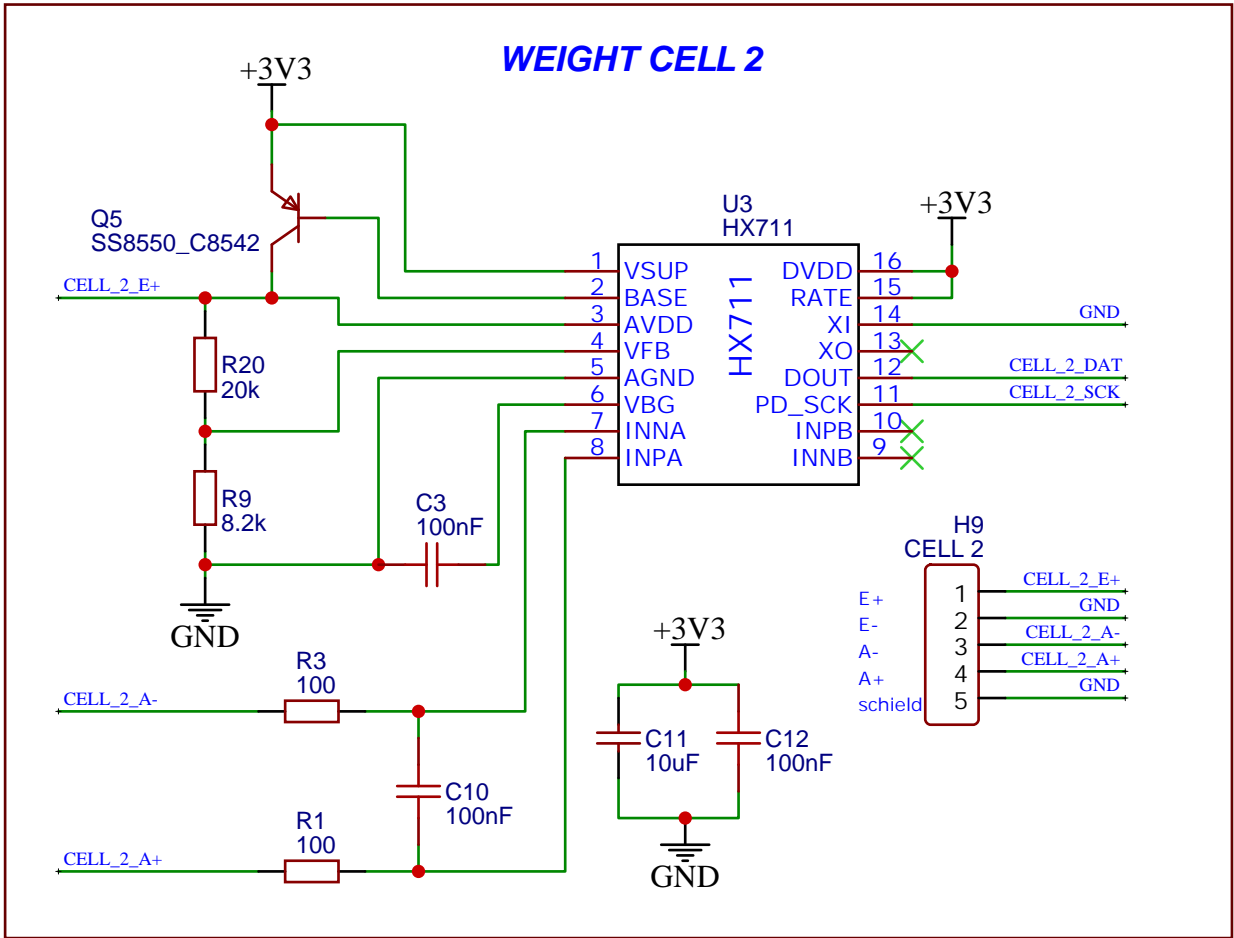 WEIGHT CELL 2
+3V3
Q5
SS8550_C8542
CELL_2_E+
R20
20k
R9
8.2k
GND
C3
100nF
U3
HX711
+3V3
1 VSUP
2 BASE
3 AVDD
4 VFB
5 AGND
6 VBG
7 INNA
8 INPA
HX711
DVDD 16
RATE 15
XI 14
XO 13
DOUT 12
PD_SCK 11
INPB 10
INNB 9
GND
CELL_2_DAT
CELL_2_SCK
H9
CELL 2
E+ 1 CELL_2_E+
E- 2 GND
A- 3 CELL_2_A-
A+ 4 CELL_2_A+
schield 5 GND
CELL_2_A-
R3
100
C10
100nF
CELL_2_A+
R1
100
+3V3
C11
10uF
C12
100nF
GND